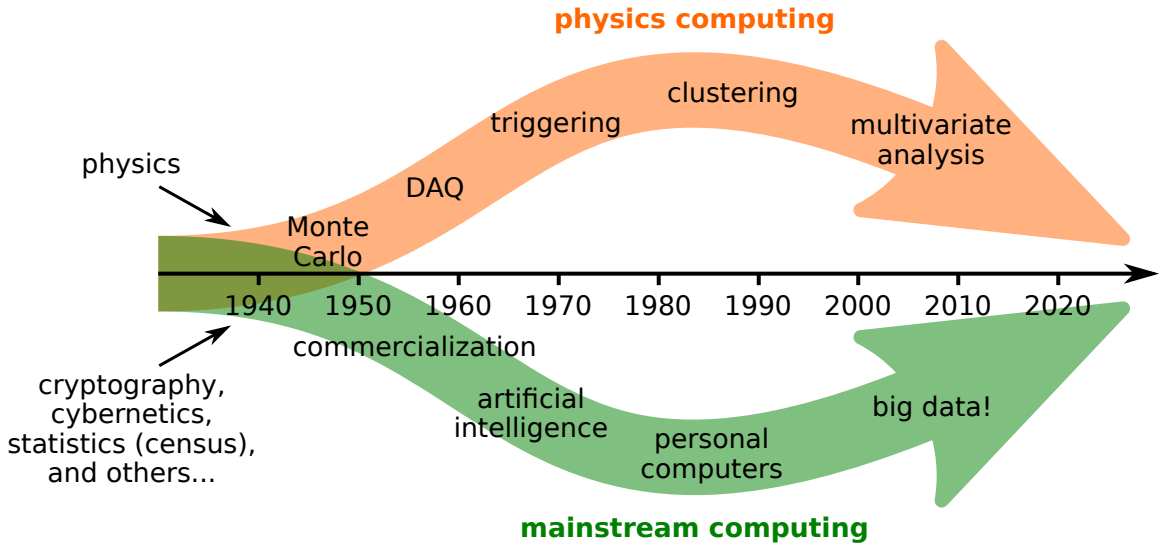 physics computing
clustering
triggering
multivariate
analysis
physics
DAQ
Monte
Carlo
1940 1950 1960 1970 1980 1990 2000 2010 2020
commercialization
cryptography,
cybernetics,
statistics (census),
and others...
artificial
intelligence
big data!
personal
computers
mainstream computing